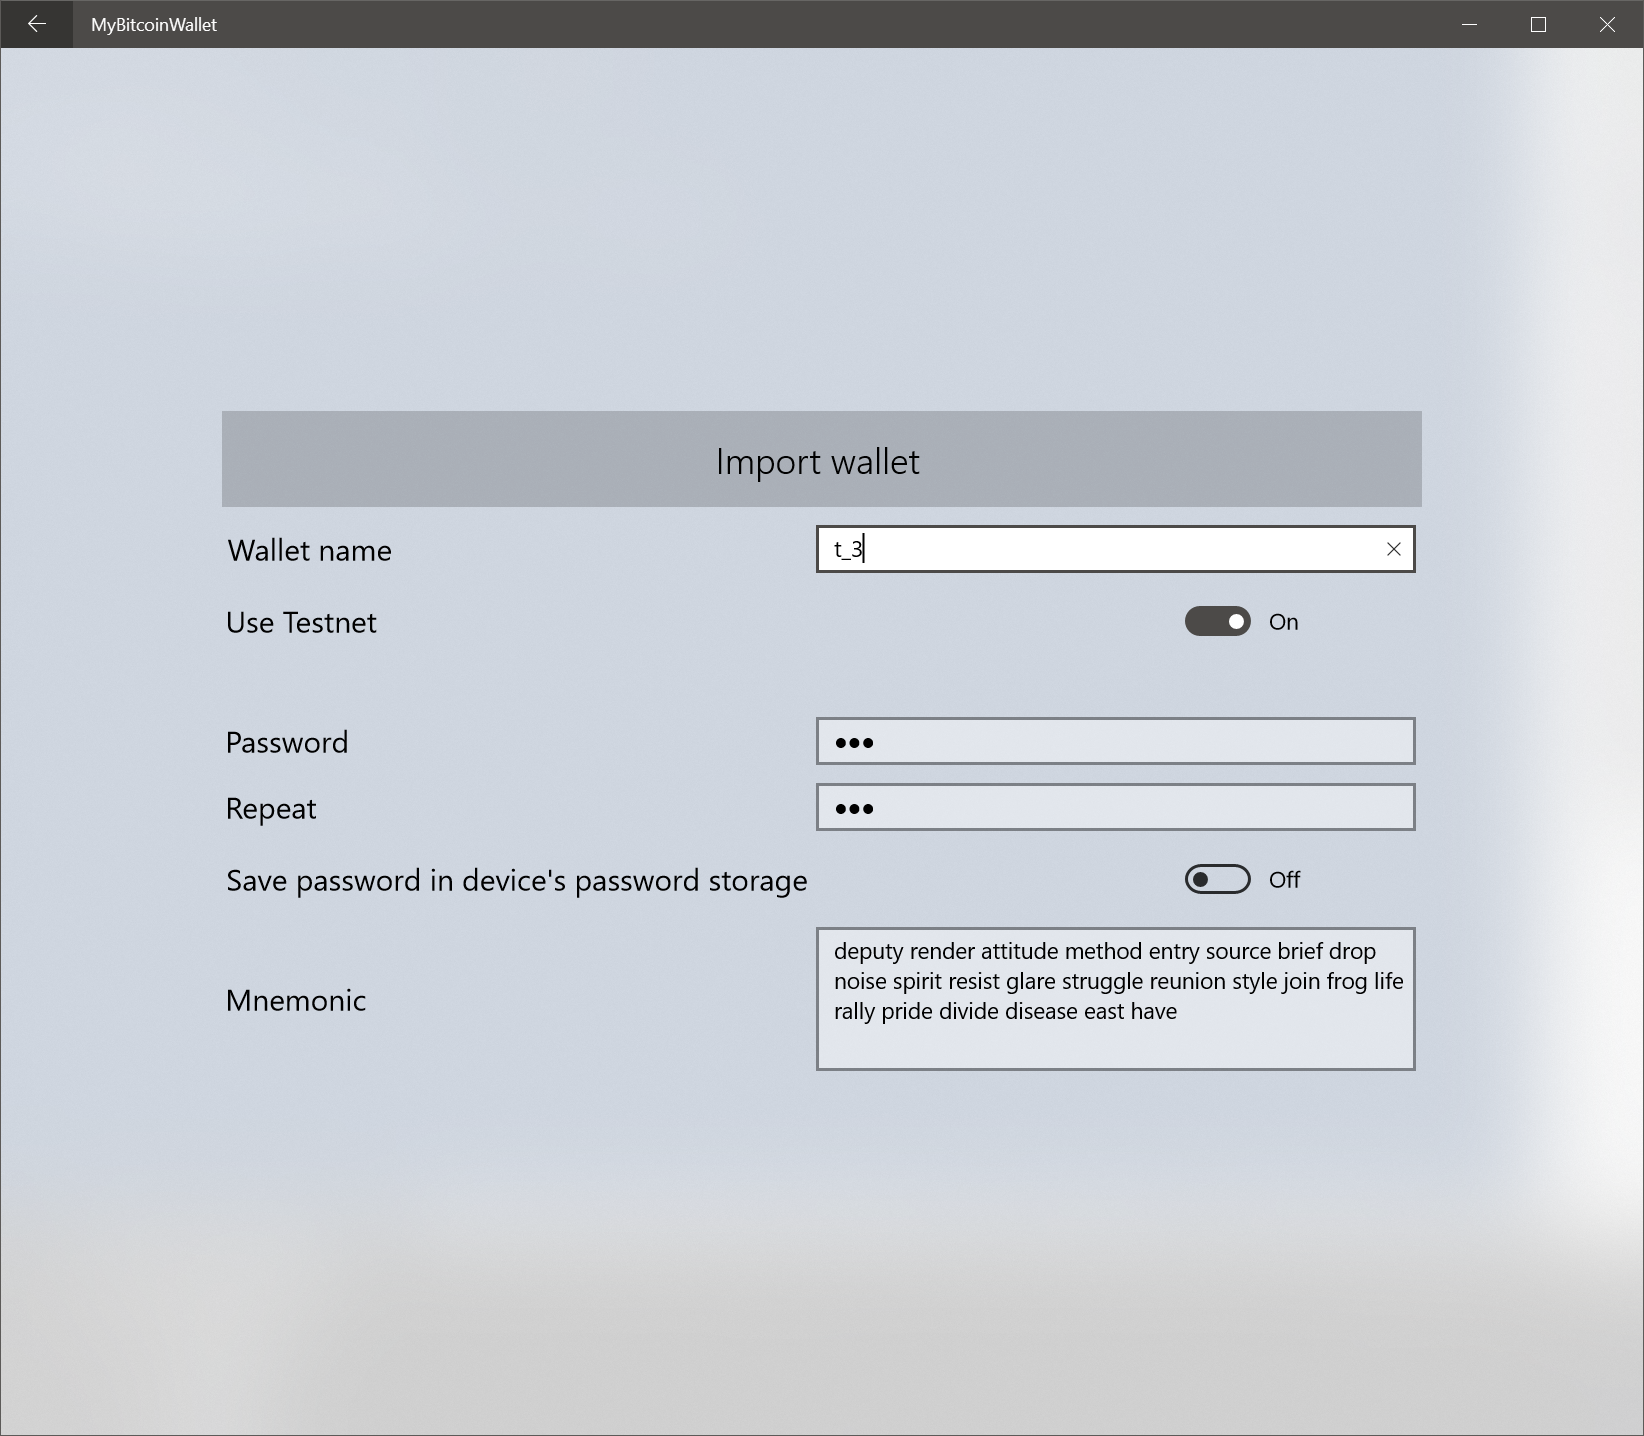 MyBitcoinWallet
Import wallet
Wallet name
t_3
Use Testnet
On
Password
•••
Repeat
•••
Save password in device's password storage
Off
Mnemonic
deputy render attitude method entry source brief drop
noise spirit resist glare struggle reunion style join frog life
rally pride divide disease east have